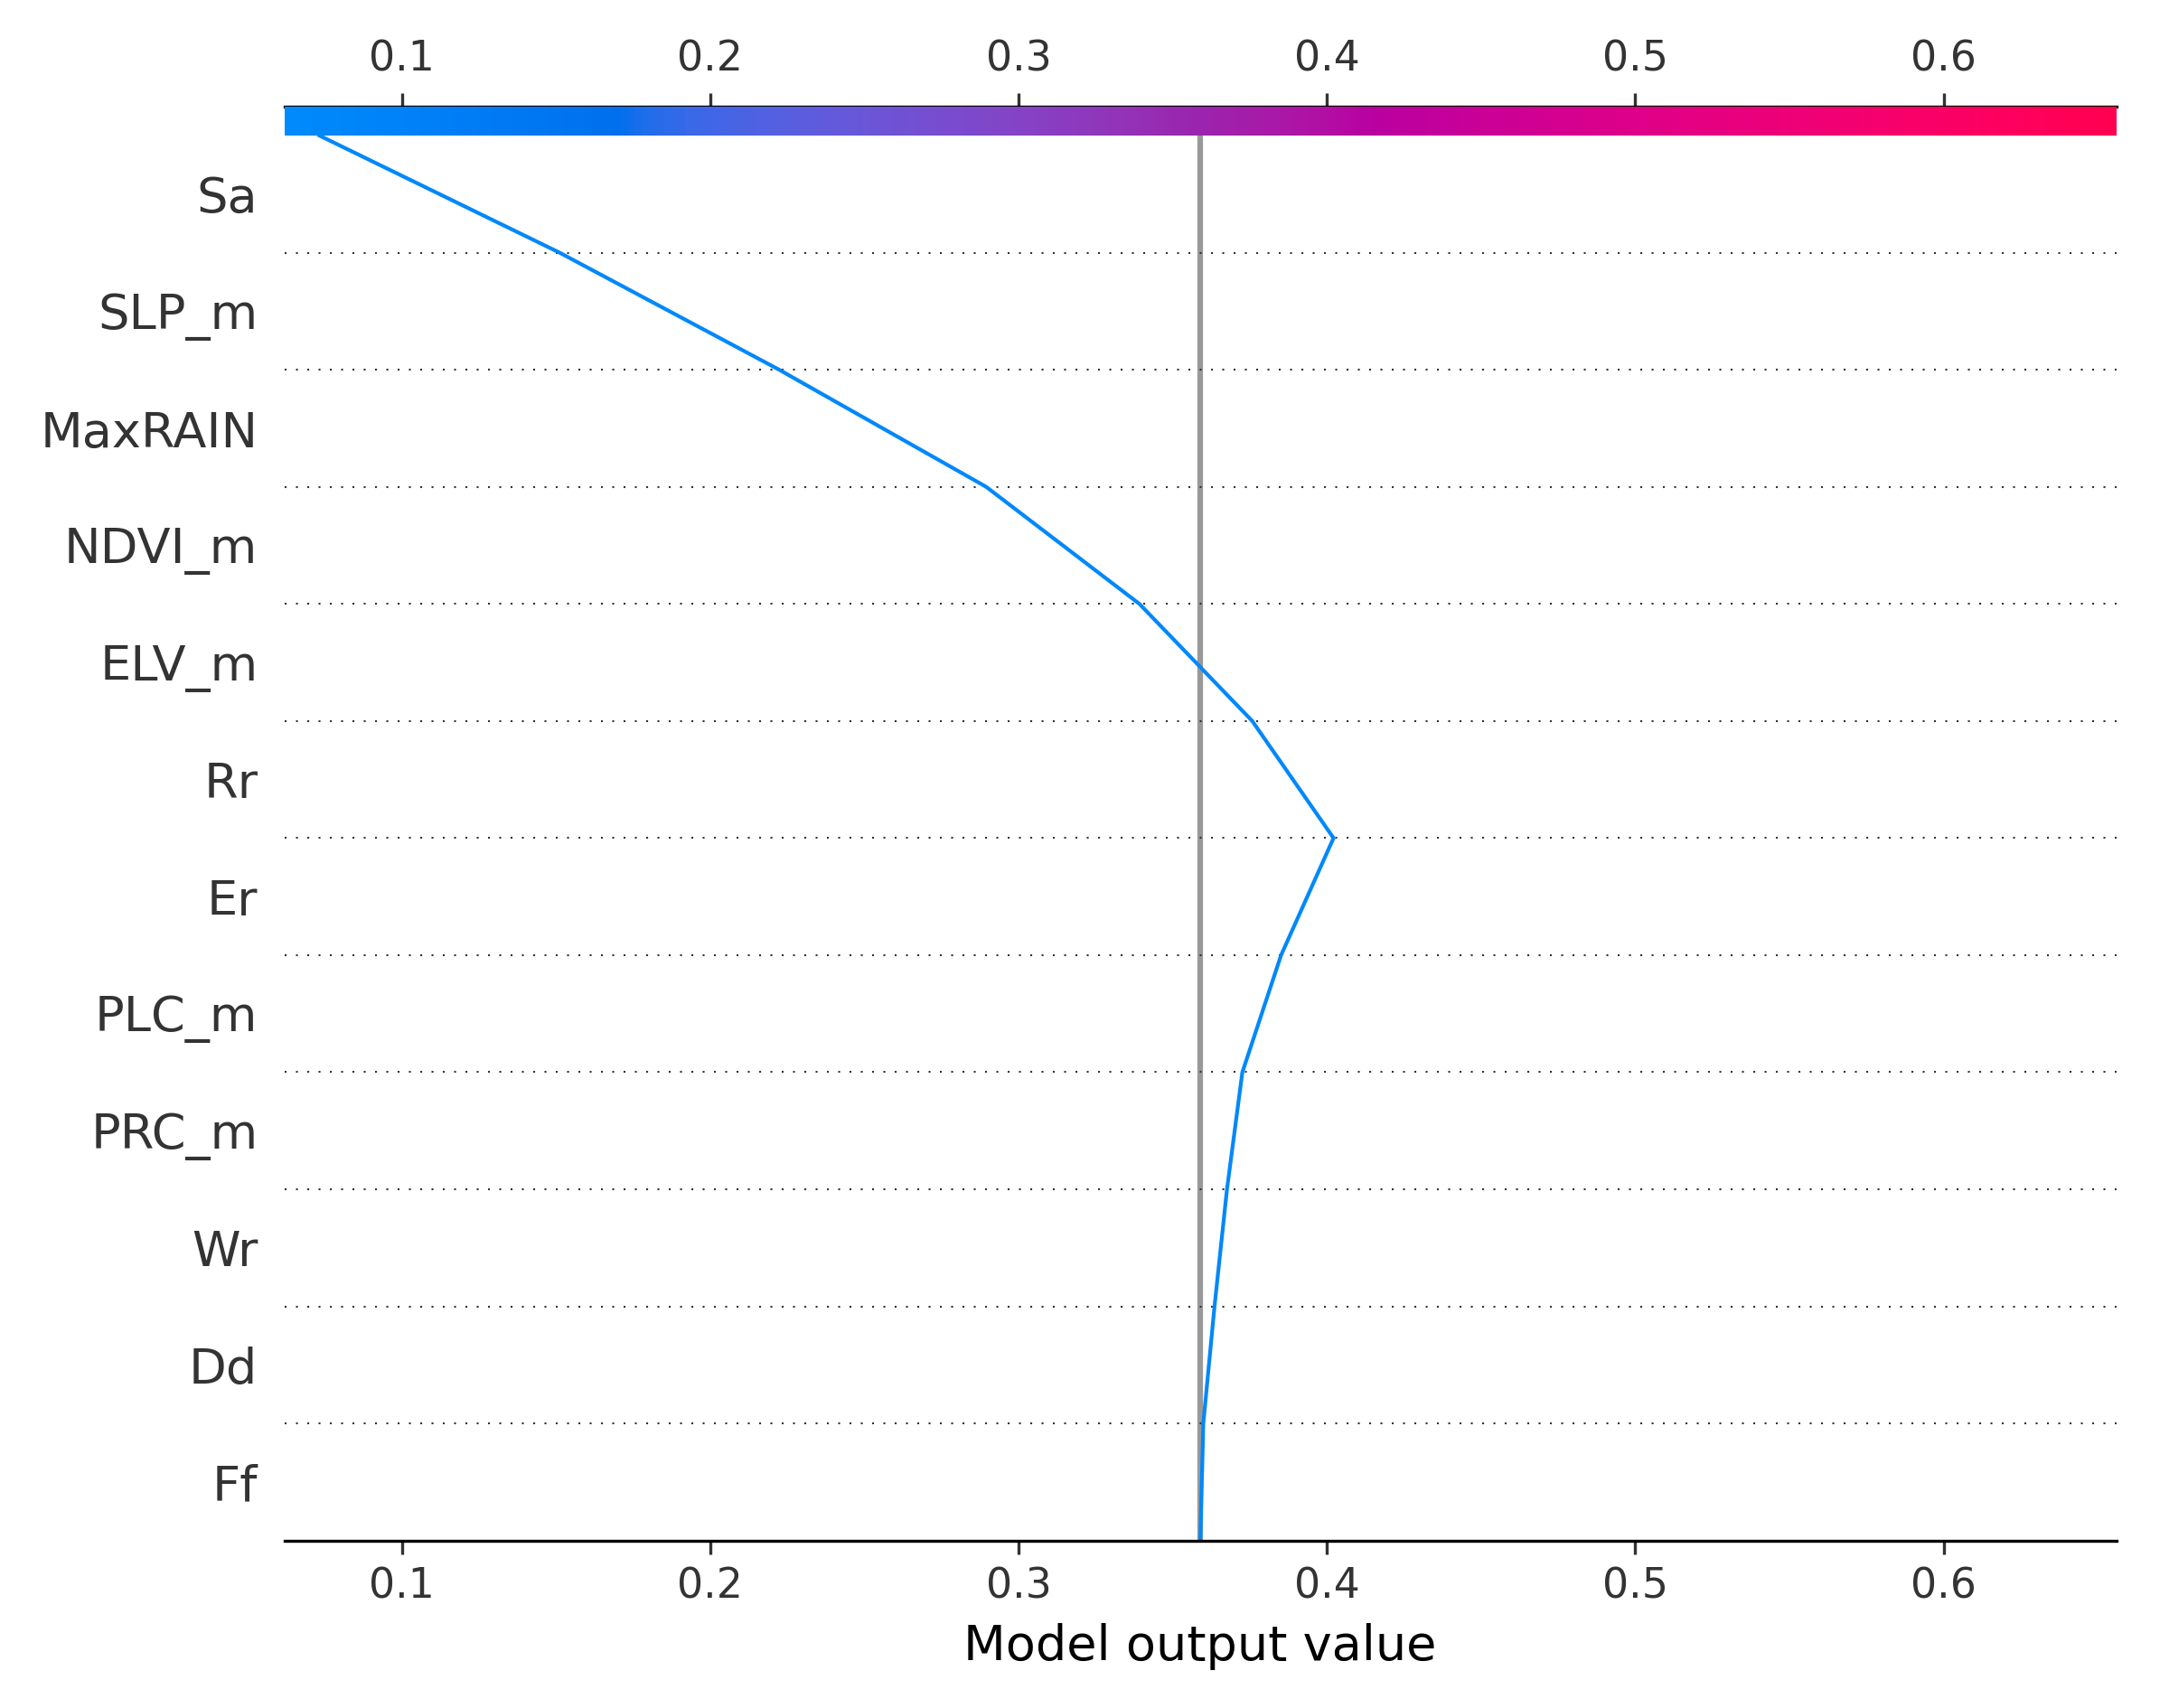 0.1 0.2 0.3 0.4 0.5 0.6
Sa
SLP_m
MaxRAIN
NDVI_m
ELV_m
Rr
Er
PLC_m
PRC_m
Wr
Dd
Ff
0.1 0.2 0.3 0.4 0.5 0.6
Model output value